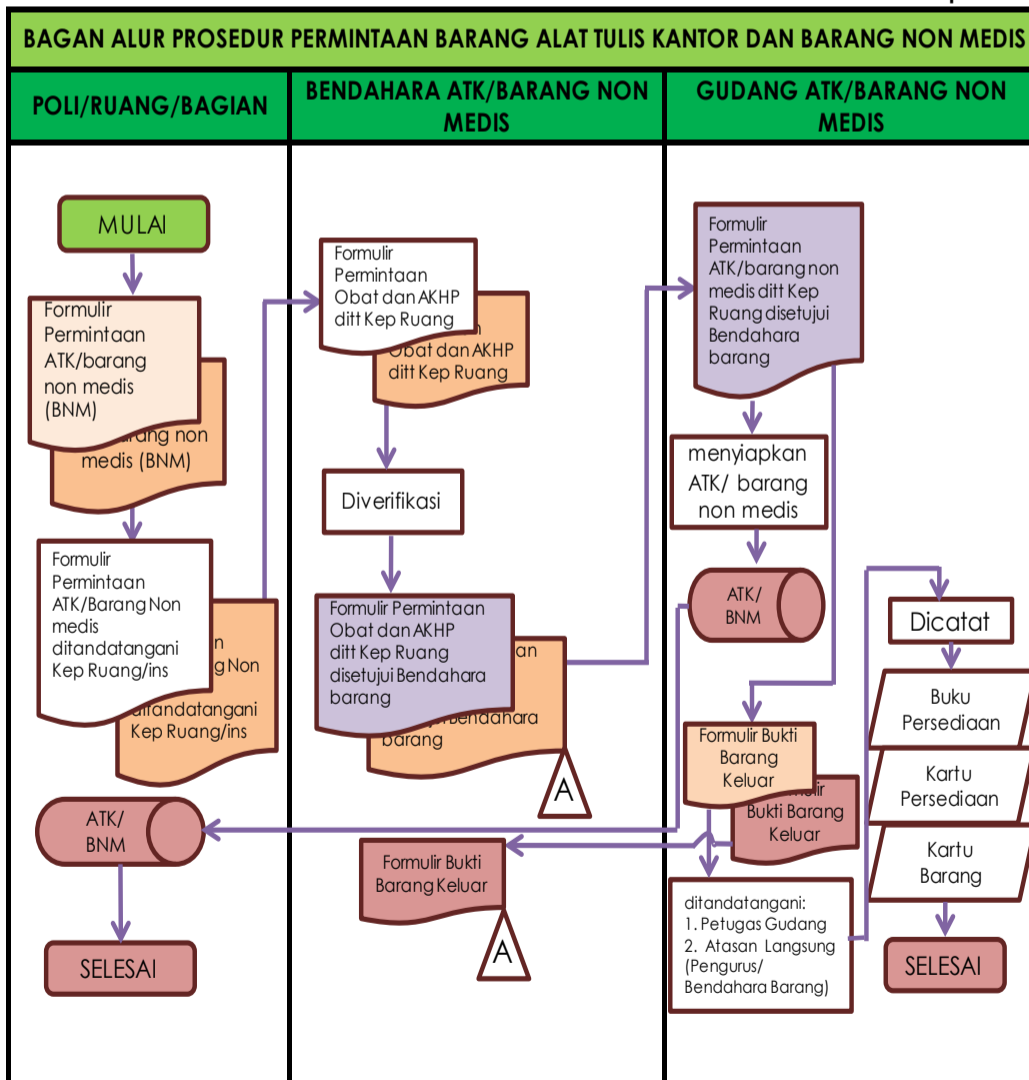 BAGAN ALUR PROSEDUR PERMINTAAN BARANG ALAT TULIS KANTOR DAN BARANG NON MEDIS
POLI/RUANG/BAGIAN
BENDAHARA ATK/BARANG NON
MEDIS
GUDANG ATK/BARANG NON
MEDIS
MULAI
Formulir
Permintaan
ATK/barang
non medis
(BNM)
non
medis (BNM)
Formulir
Permintaan
ATK/Barang Non
medis
ditandatangani
Kep Ruang/ins
Non
ditandatangani
Kep Ruang/ins
ATK/
BNM
SELESAI
Formulir
Permintaan
Obat dan AKHP
ditt Kep Ruang
Obat dan AKHP
ditt Kep Ruang
Diverifikasi
Formulir Permintaan
Obat dan AKHP
ditt Kep Ruang
disetujui Bendahara
barang
Bendahara
barang
A
Formulir Bukti
Barang Keluar
A
Formulir
Permintaan
ATK/barang non
medis ditt Kep
Ruang disetujui
Bendahara
barang
menyiapkan
ATK/ barang
non medis
ATK/
BNM
Formulir Bukti
Barang
Keluar
Bukti Barang
Keluar
ditandatangani:
1. Petugas Gudang
2. Atasan Langsung
(Pengurus/
Bendahara Barang)
Dicatat
Buku
Persediaan
Kartu
Persediaan
Kartu
Barang
SELESAI